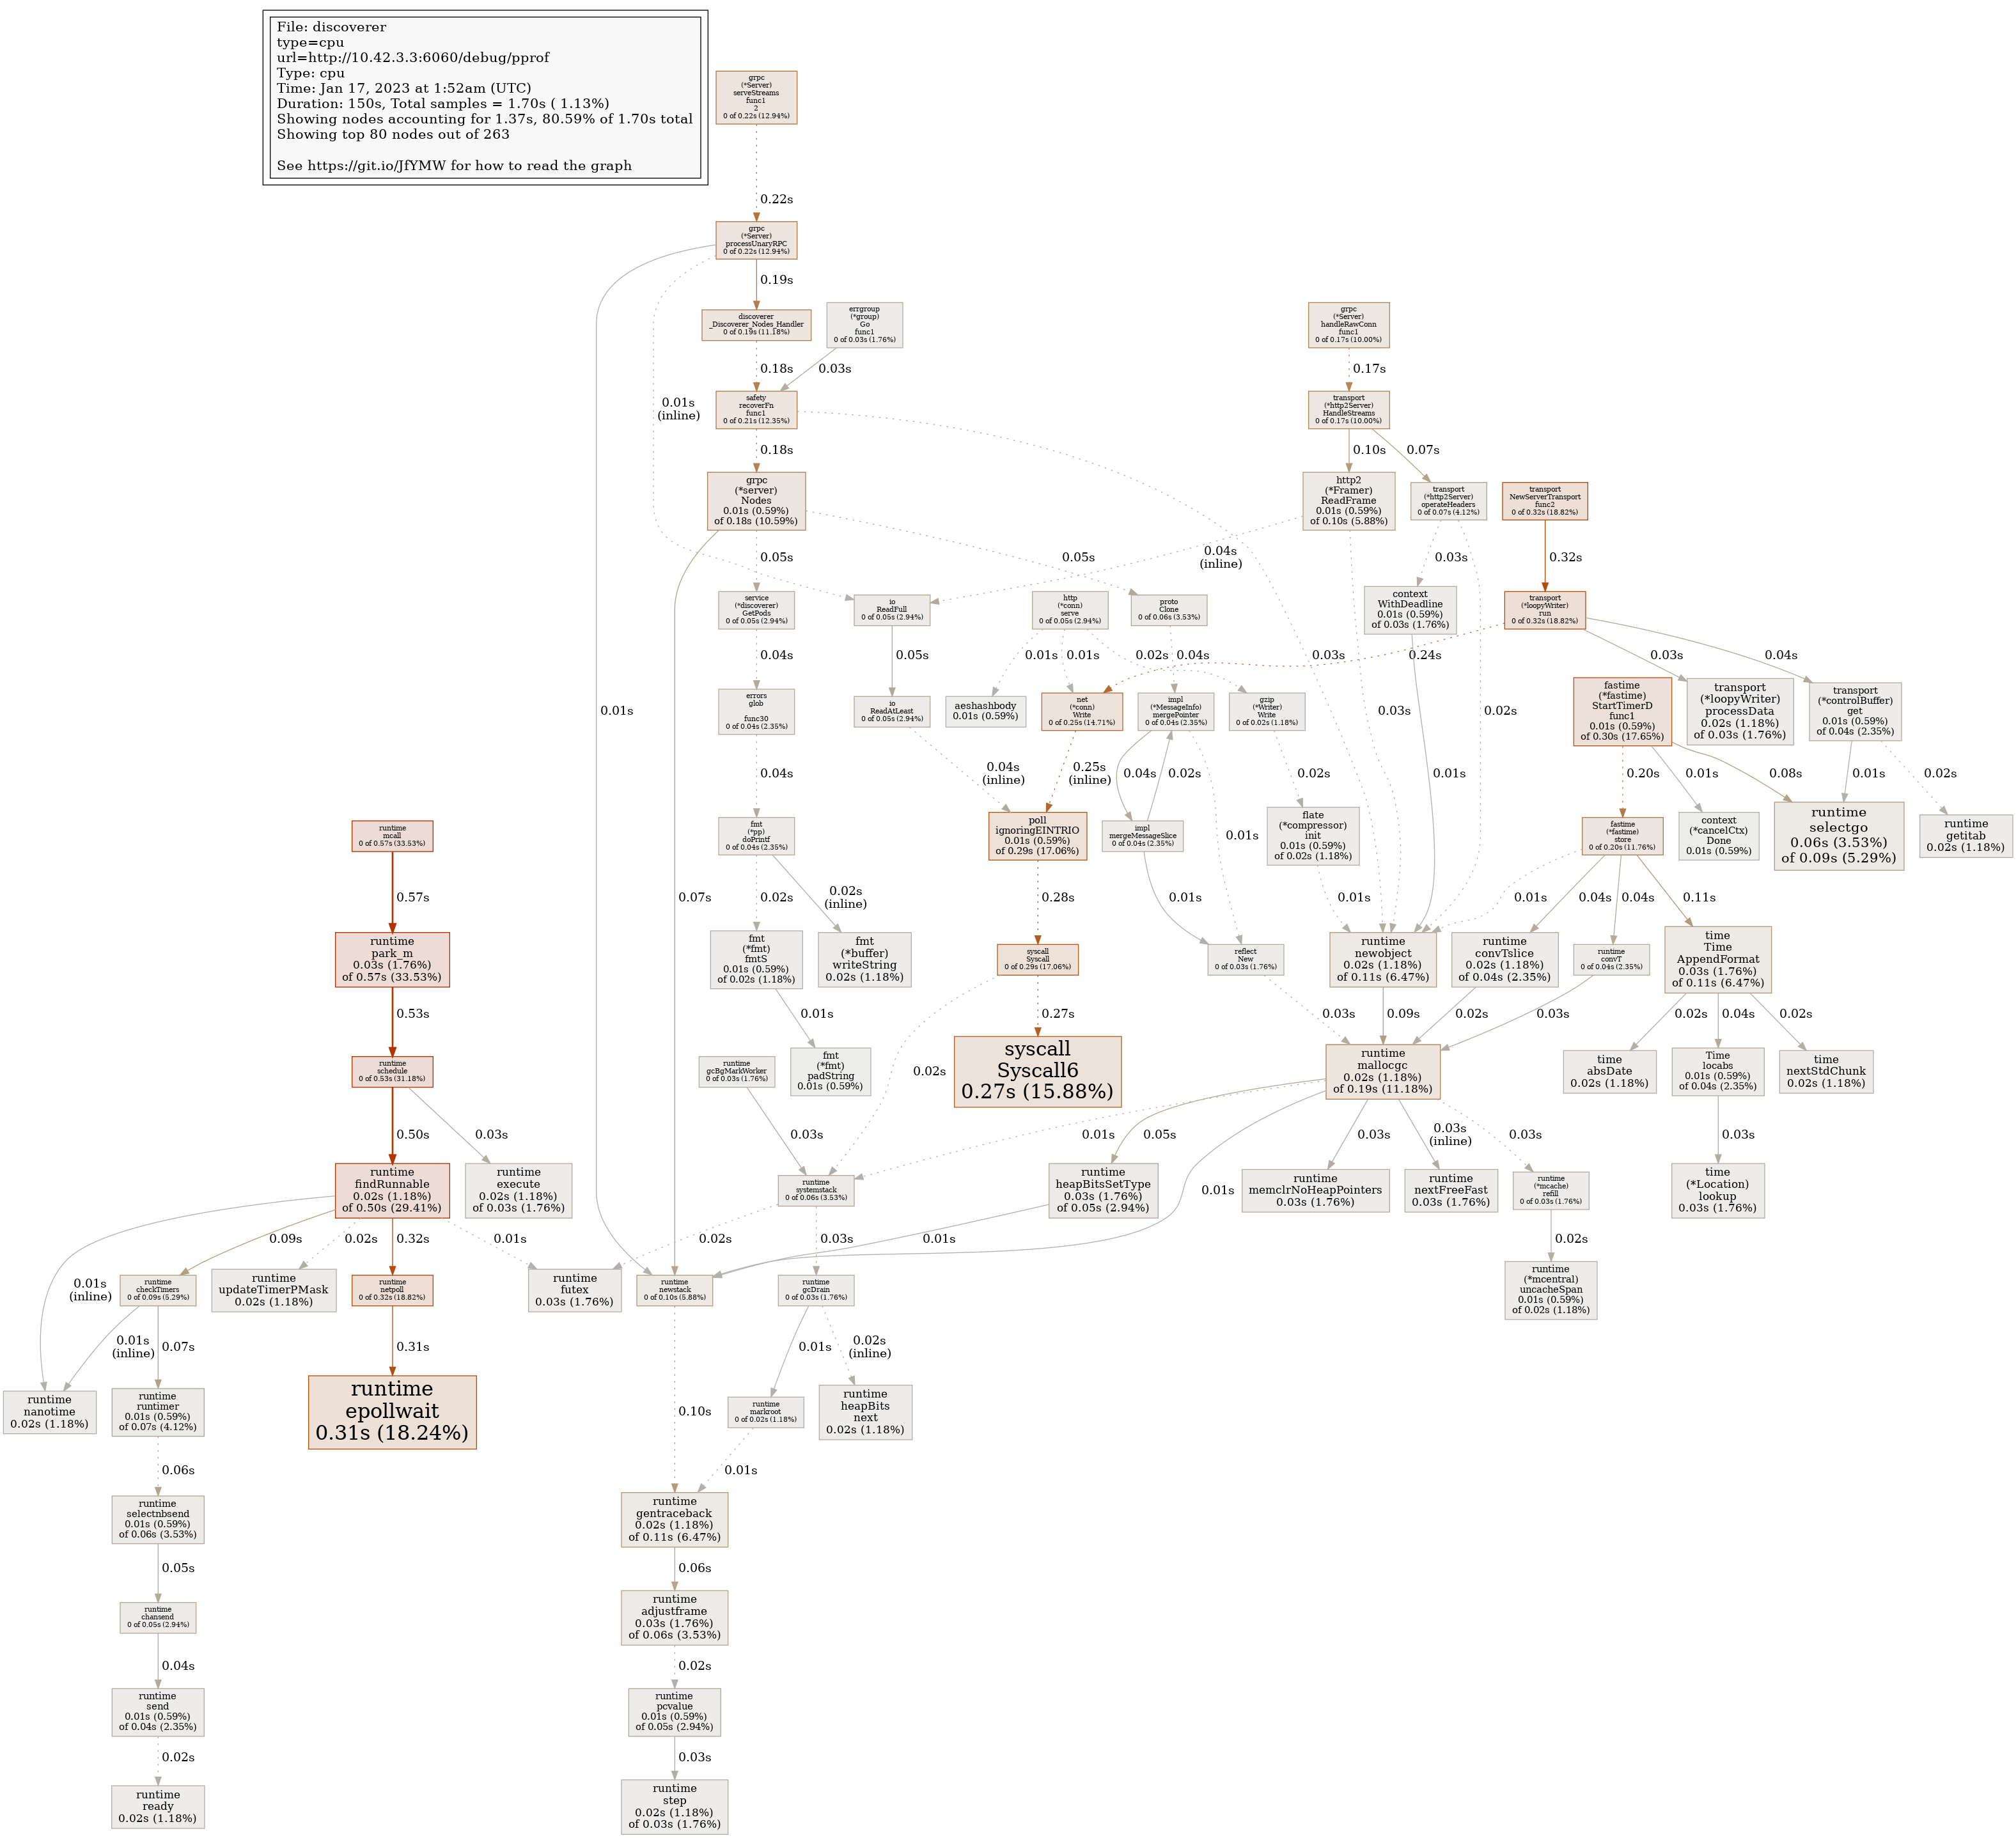 File: discoverer
type=cpu
url=http://10.42.3.3:6060/debug/pprof
Type: cpu
Time: Jan 17, 2023 at 1:52am (UTC)
Duration: 150s, Total samples = 1.70s ( 1.13%)
Showing nodes accounting for 1.37s, 80.59% of 1.70s total
Showing top 80 nodes out of 263
See https://git.io/JfYMW for how to read the graph
grpc
(*Server)
serveStreams
func1
2
0 of 0.22s (12.94%)
0.22s
grpc
(*Server)
processUnaryRPC
0 of 0.22s (12.94%)
0.19s
discoverer
_Discoverer_Nodes_Handler
0 of 0.19s (11.18%)
errgroup
(*group)
Go
func1
0 of 0.03s (1.76%)
grpc
(*Server)
handleRawConn
func1
0 of 0.17s (10.00%)
0.18s
0.03s
0.17s
0.01s
(inline)
safety
recoverFn
func1
0 of 0.21s (12.35%)
transport
(*http2Server)
HandleStreams
0 of 0.17s (10.00%)
0.18s
0.10s
0.07s
grpc
(*server)
Nodes
0.01s (0.59%)
of 0.18s (10.59%)
http2
(*Framer)
ReadFrame
0.01s (0.59%)
of 0.10s (5.88%)
transport
(*http2Server)
operateHeaders
0 of 0.07s (4.12%)
transport
NewServerTransport
func2
0 of 0.32s (18.82%)
0.05s
0.05s
0.04s
(inline)
0.03s
0.32s
service
(*discoverer)
GetPods
0 of 0.05s (2.94%)
io
ReadFull
0 of 0.05s (2.94%)
http
(*conn)
serve
0 of 0.05s (2.94%)
proto
Clone
0 of 0.06s (3.53%)
context
WithDeadline
0.01s (0.59%)
of 0.03s (1.76%)
transport
(*loopyWriter)
run
0 of 0.32s (18.82%)
0.04s
0.05s
0.01s
0.01s
0.02s
0.04s
0.03s
0.24s
0.03s
0.04s
errors
glob

func30
0 of 0.04s (2.35%)
io
ReadAtLeast
0 of 0.05s (2.94%)
aeshashbody
0.01s (0.59%)
net
(*conn)
Write
0 of 0.25s (14.71%)
impl
(*MessageInfo)
mergePointer
0 of 0.04s (2.35%)
gzip
(*Writer)
Write
0 of 0.02s (1.18%)
fastime
(*fastime)
StartTimerD
func1
0.01s (0.59%)
of 0.30s (17.65%)
transport
(*loopyWriter)
processData
0.02s (1.18%)
of 0.03s (1.76%)
transport
(*controlBuffer)
get
0.01s (0.59%)
of 0.04s (2.35%)
0.01s
0.03s
0.02s
0.04s
0.04s
(inline)
0.25s
(inline)
0.04s
0.02s
0.02s
0.01s
0.20s
0.01s
0.08s
0.01s
0.02s
runtime
mcall
0 of 0.57s (33.53%)
fmt
(*pp)
doPrintf
0 of 0.04s (2.35%)
poll
ignoringEINTRIO
0.01s (0.59%)
of 0.29s (17.06%)
impl
mergeMessageSlice
0 of 0.04s (2.35%)
0.01s
flate
(*compressor)
init
0.01s (0.59%)
of 0.02s (1.18%)
fastime
(*fastime)
store
0 of 0.20s (11.76%)
context
(*cancelCtx)
Done
0.01s (0.59%)
runtime
selectgo
0.06s (3.53%)
of 0.09s (5.29%)
runtime
getitab
0.02s (1.18%)
0.57s
0.07s
0.02s
0.02s
(inline)
0.28s
0.01s
0.01s
0.01s
0.04s
0.04s
0.11s
runtime
park_m
0.03s (1.76%)
of 0.57s (33.53%)
fmt
(*fmt)
fmtS
0.01s (0.59%)
of 0.02s (1.18%)
fmt
(*buffer)
writeString
0.02s (1.18%)
syscall
Syscall
0 of 0.29s (17.06%)
reflect
New
0 of 0.03s (1.76%)
runtime
newobject
0.02s (1.18%)
of 0.11s (6.47%)
runtime
convTslice
0.02s (1.18%)
of 0.04s (2.35%)
runtime
convT
0 of 0.04s (2.35%)
time
Time
AppendFormat
0.03s (1.76%)
of 0.11s (6.47%)
0.53s
0.01s
0.27s
0.03s
0.09s
0.02s
0.03s
0.02s
0.04s
0.02s
runtime
schedule
0 of 0.53s (31.18%)
runtime
gcBgMarkWorker
0 of 0.03s (1.76%)
fmt
(*fmt)
padString
0.01s (0.59%)
0.02s
syscall
Syscall6
0.27s (15.88%)
runtime
mallocgc
0.02s (1.18%)
of 0.19s (11.18%)
time
absDate
0.02s (1.18%)
Time
locabs
0.01s (0.59%)
of 0.04s (2.35%)
time
nextStdChunk
0.02s (1.18%)
0.50s
0.03s
0.03s
0.01s
0.05s
0.03s
0.03s
(inline)
0.03s
0.03s
runtime
findRunnable
0.02s (1.18%)
of 0.50s (29.41%)
runtime
execute
0.02s (1.18%)
of 0.03s (1.76%)
runtime
systemstack
0 of 0.06s (3.53%)
runtime
heapBitsSetType
0.03s (1.76%)
of 0.05s (2.94%)
0.01s
runtime
memclrNoHeapPointers
0.03s (1.76%)
runtime
nextFreeFast
0.03s (1.76%)
runtime
(*mcache)
refill
0 of 0.03s (1.76%)
time
(*Location)
lookup
0.03s (1.76%)
0.01s
(inline)
0.09s
0.02s
0.32s
0.01s
0.02s
0.03s
0.01s
0.02s
runtime
checkTimers
0 of 0.09s (5.29%)
runtime
updateTimerPMask
0.02s (1.18%)
runtime
netpoll
0 of 0.32s (18.82%)
runtime
futex
0.03s (1.76%)
runtime
newstack
0 of 0.10s (5.88%)
runtime
gcDrain
0 of 0.03s (1.76%)
runtime
(*mcentral)
uncacheSpan
0.01s (0.59%)
of 0.02s (1.18%)
0.01s
(inline)
0.07s
0.31s
0.01s
0.02s
(inline)
runtime
nanotime
0.02s (1.18%)
runtime
runtimer
0.01s (0.59%)
of 0.07s (4.12%)
runtime
epollwait
0.31s (18.24%)
0.10s
runtime
markroot
0 of 0.02s (1.18%)
runtime
heapBits
next
0.02s (1.18%)
0.06s
0.01s
runtime
selectnbsend
0.01s (0.59%)
of 0.06s (3.53%)
runtime
gentraceback
0.02s (1.18%)
of 0.11s (6.47%)
0.05s
0.06s
runtime
chansend
0 of 0.05s (2.94%)
runtime
adjustframe
0.03s (1.76%)
of 0.06s (3.53%)
0.04s
0.02s
runtime
send
0.01s (0.59%)
of 0.04s (2.35%)
runtime
pcvalue
0.01s (0.59%)
of 0.05s (2.94%)
0.02s
0.03s
runtime
ready
0.02s (1.18%)
runtime
step
0.02s (1.18%)
of 0.03s (1.76%)